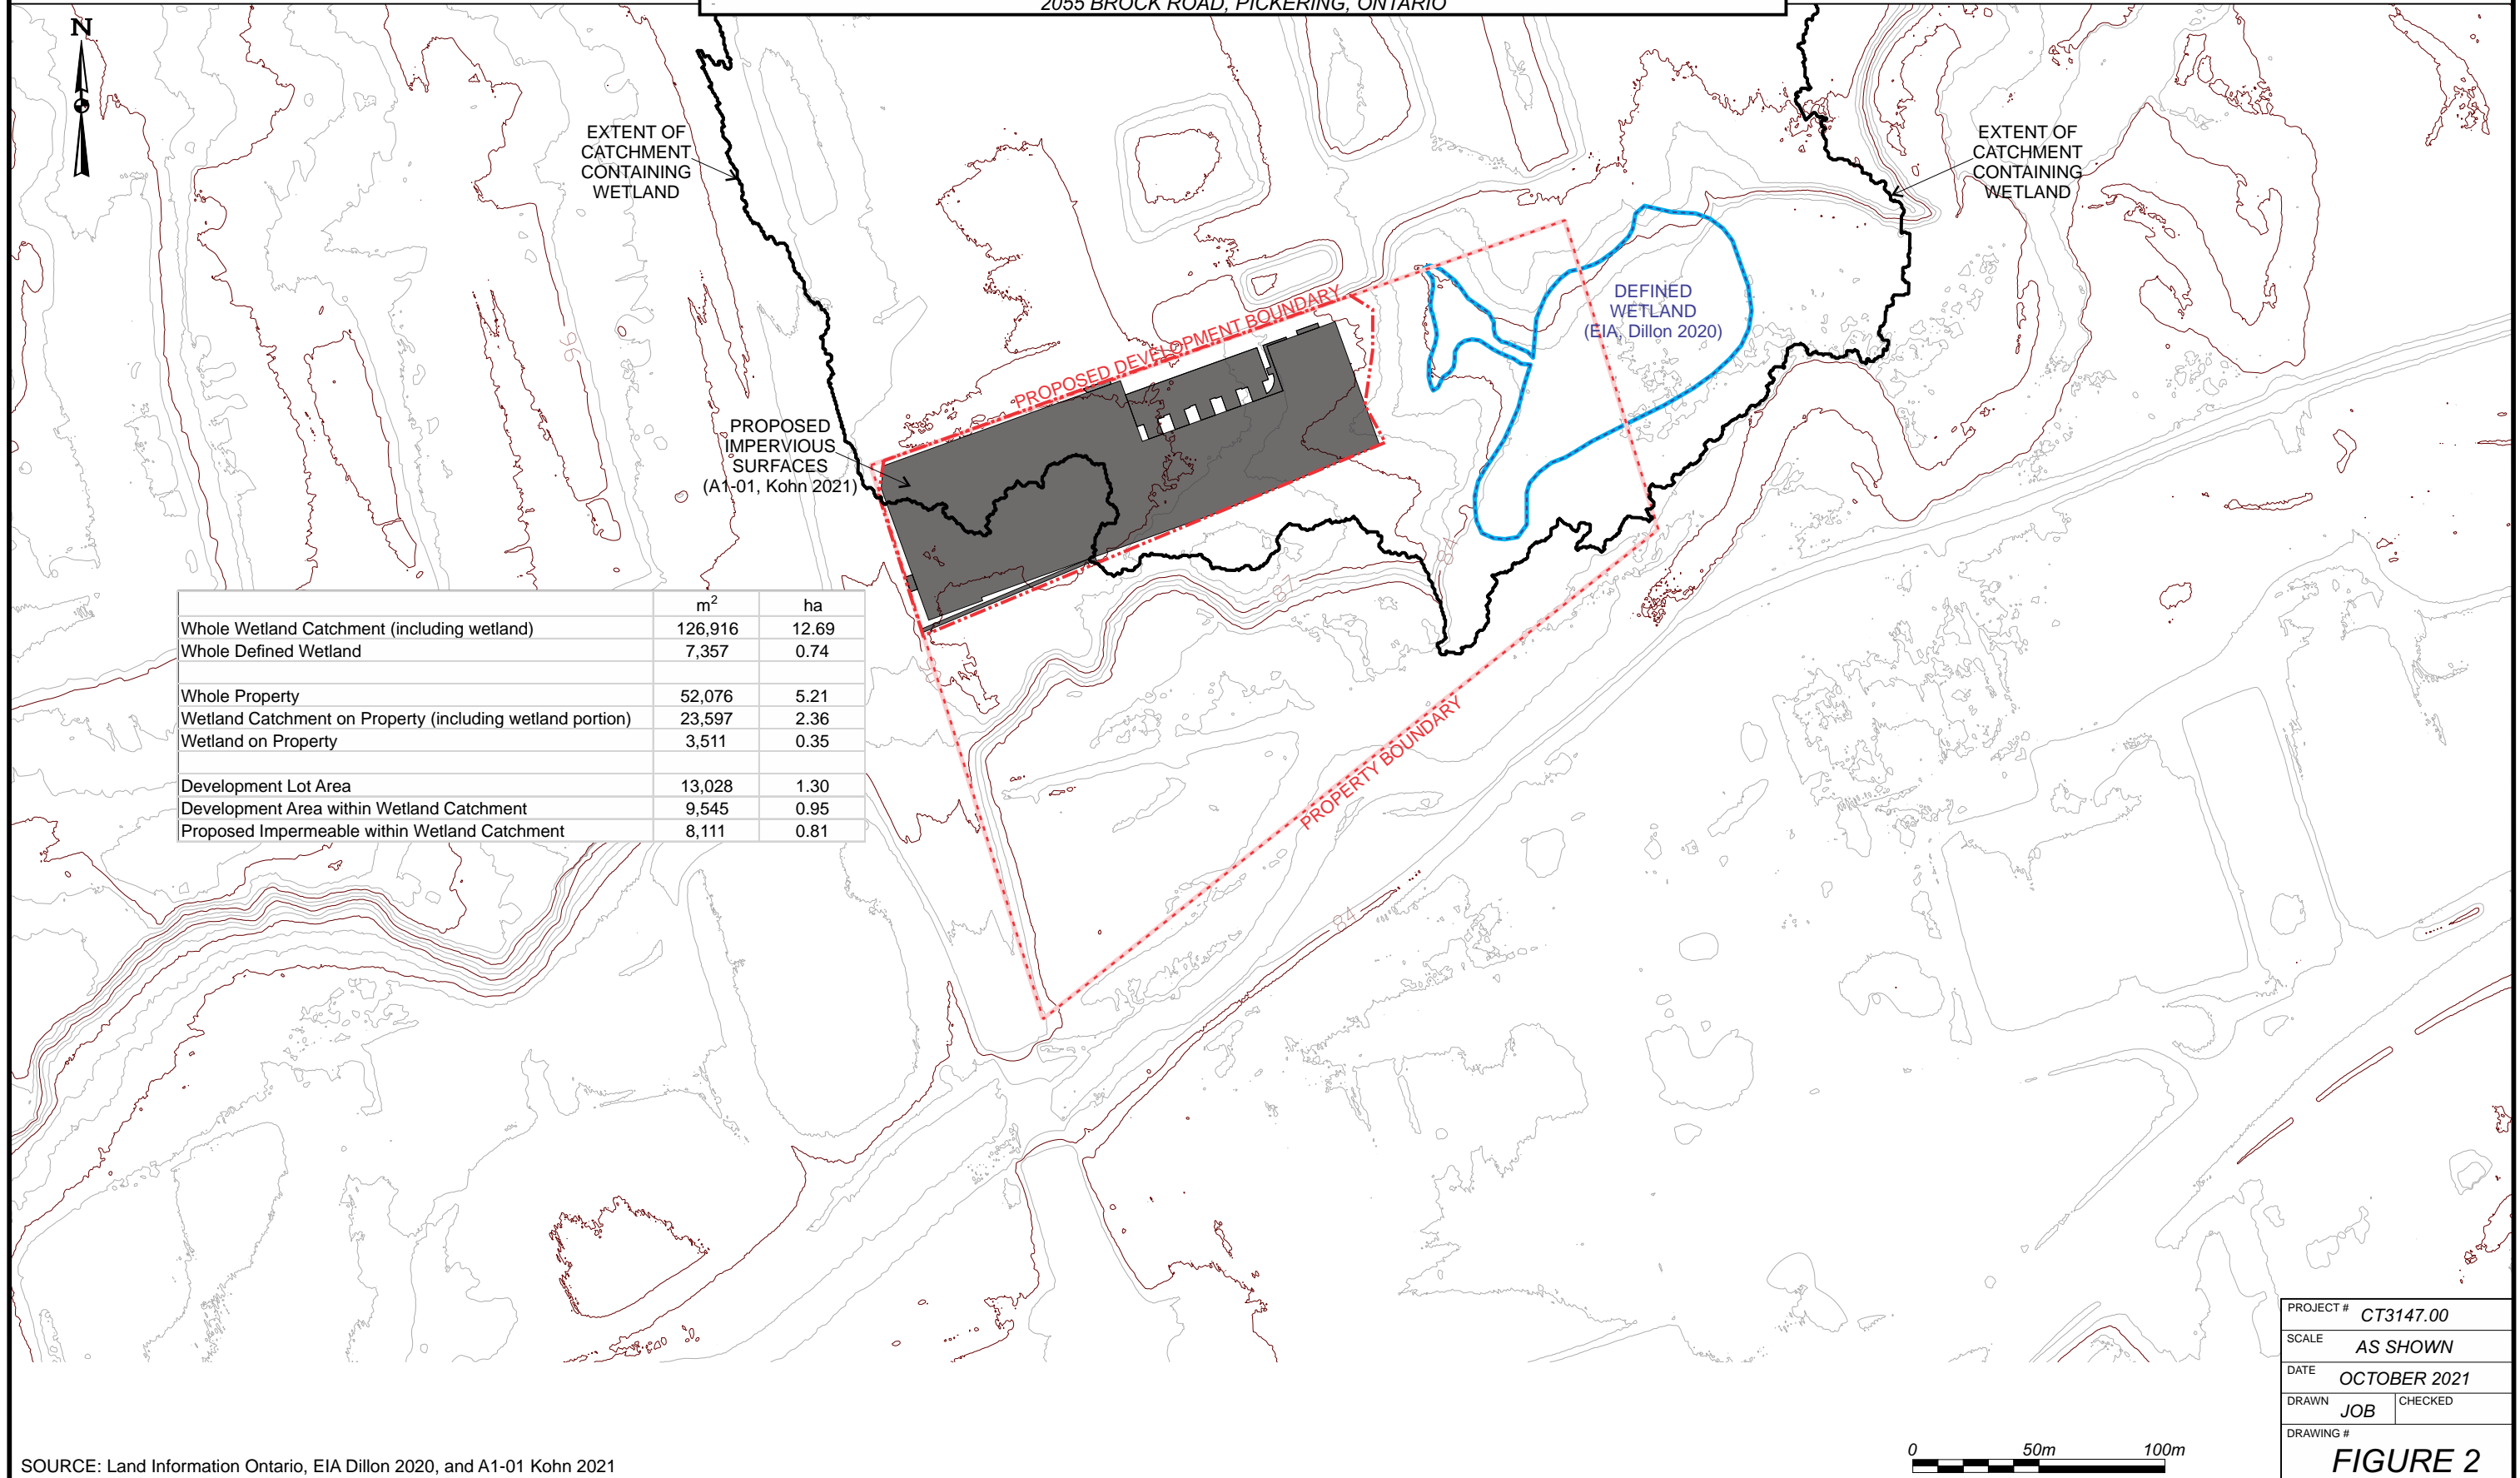 2055 BROCK ROAD, PICKERING, ONTARIO
N
EXTENT OF
CATCHMENT
CONTAINING
WETLAND
EXTENT OF
CATCHMENT
CONTAINING
WETLAND
DEFINED
WETLAND
(EIA, Dillon 2020)
PROPOSED DEVELOPMENT BOUNDARY
96
PROPOSED
IMPERVIOUS
SURFACES
(A1-01, Kohn 2021)
87
m2 ha
Whole Wetland Catchment (including wetland) 126,916 12.69
Whole Defined Wetland 7,357 0.74
Whole Property 52,076 5.21
Wetland Catchment on Property (including wetland portion) 23,597 2.36
Wetland on Property 3,511 0.35
Development Lot Area 13,028 1.30
Development Area within Wetland Catchment 9,545 0.95
Proposed Impermeable within Wetland Catchment 8,111 0.81
PROPERTY BOUNDARY
84
PROJECT # CT3147.00
SCALE AS SHOWN
DATE OCTOBER 2021
DRAWN JOB CHECKED
DRAWING #
FIGURE 2
0 50m 100m
SOURCE: Land Information Ontario, EIA Dillon 2020, and A1-01 Kohn 2021